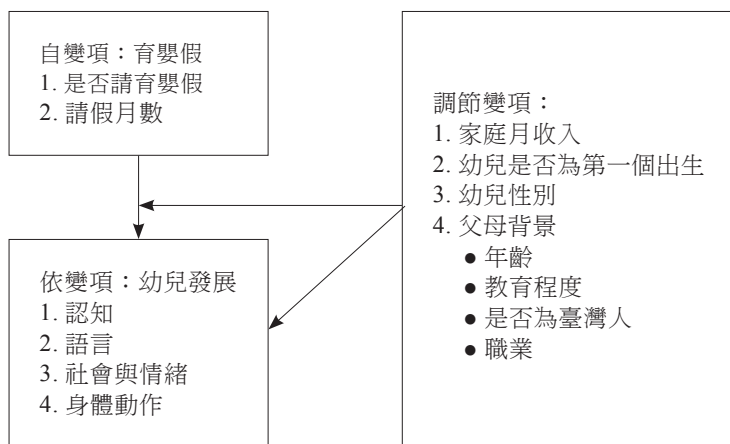 自變項：育嬰假
1. 是否請育嬰假
2. 請假月數
依變項：幼兒發展
1. 認知
2. 語言
3. 社會與情緒
4. 身體動作
調節變項：
1. 家庭月收入
2. 幼兒是否為第一個出生
3. 幼兒性別
4. 父母背景
● 年齡
● 教育程度
● 是否為臺灣人
● 職業